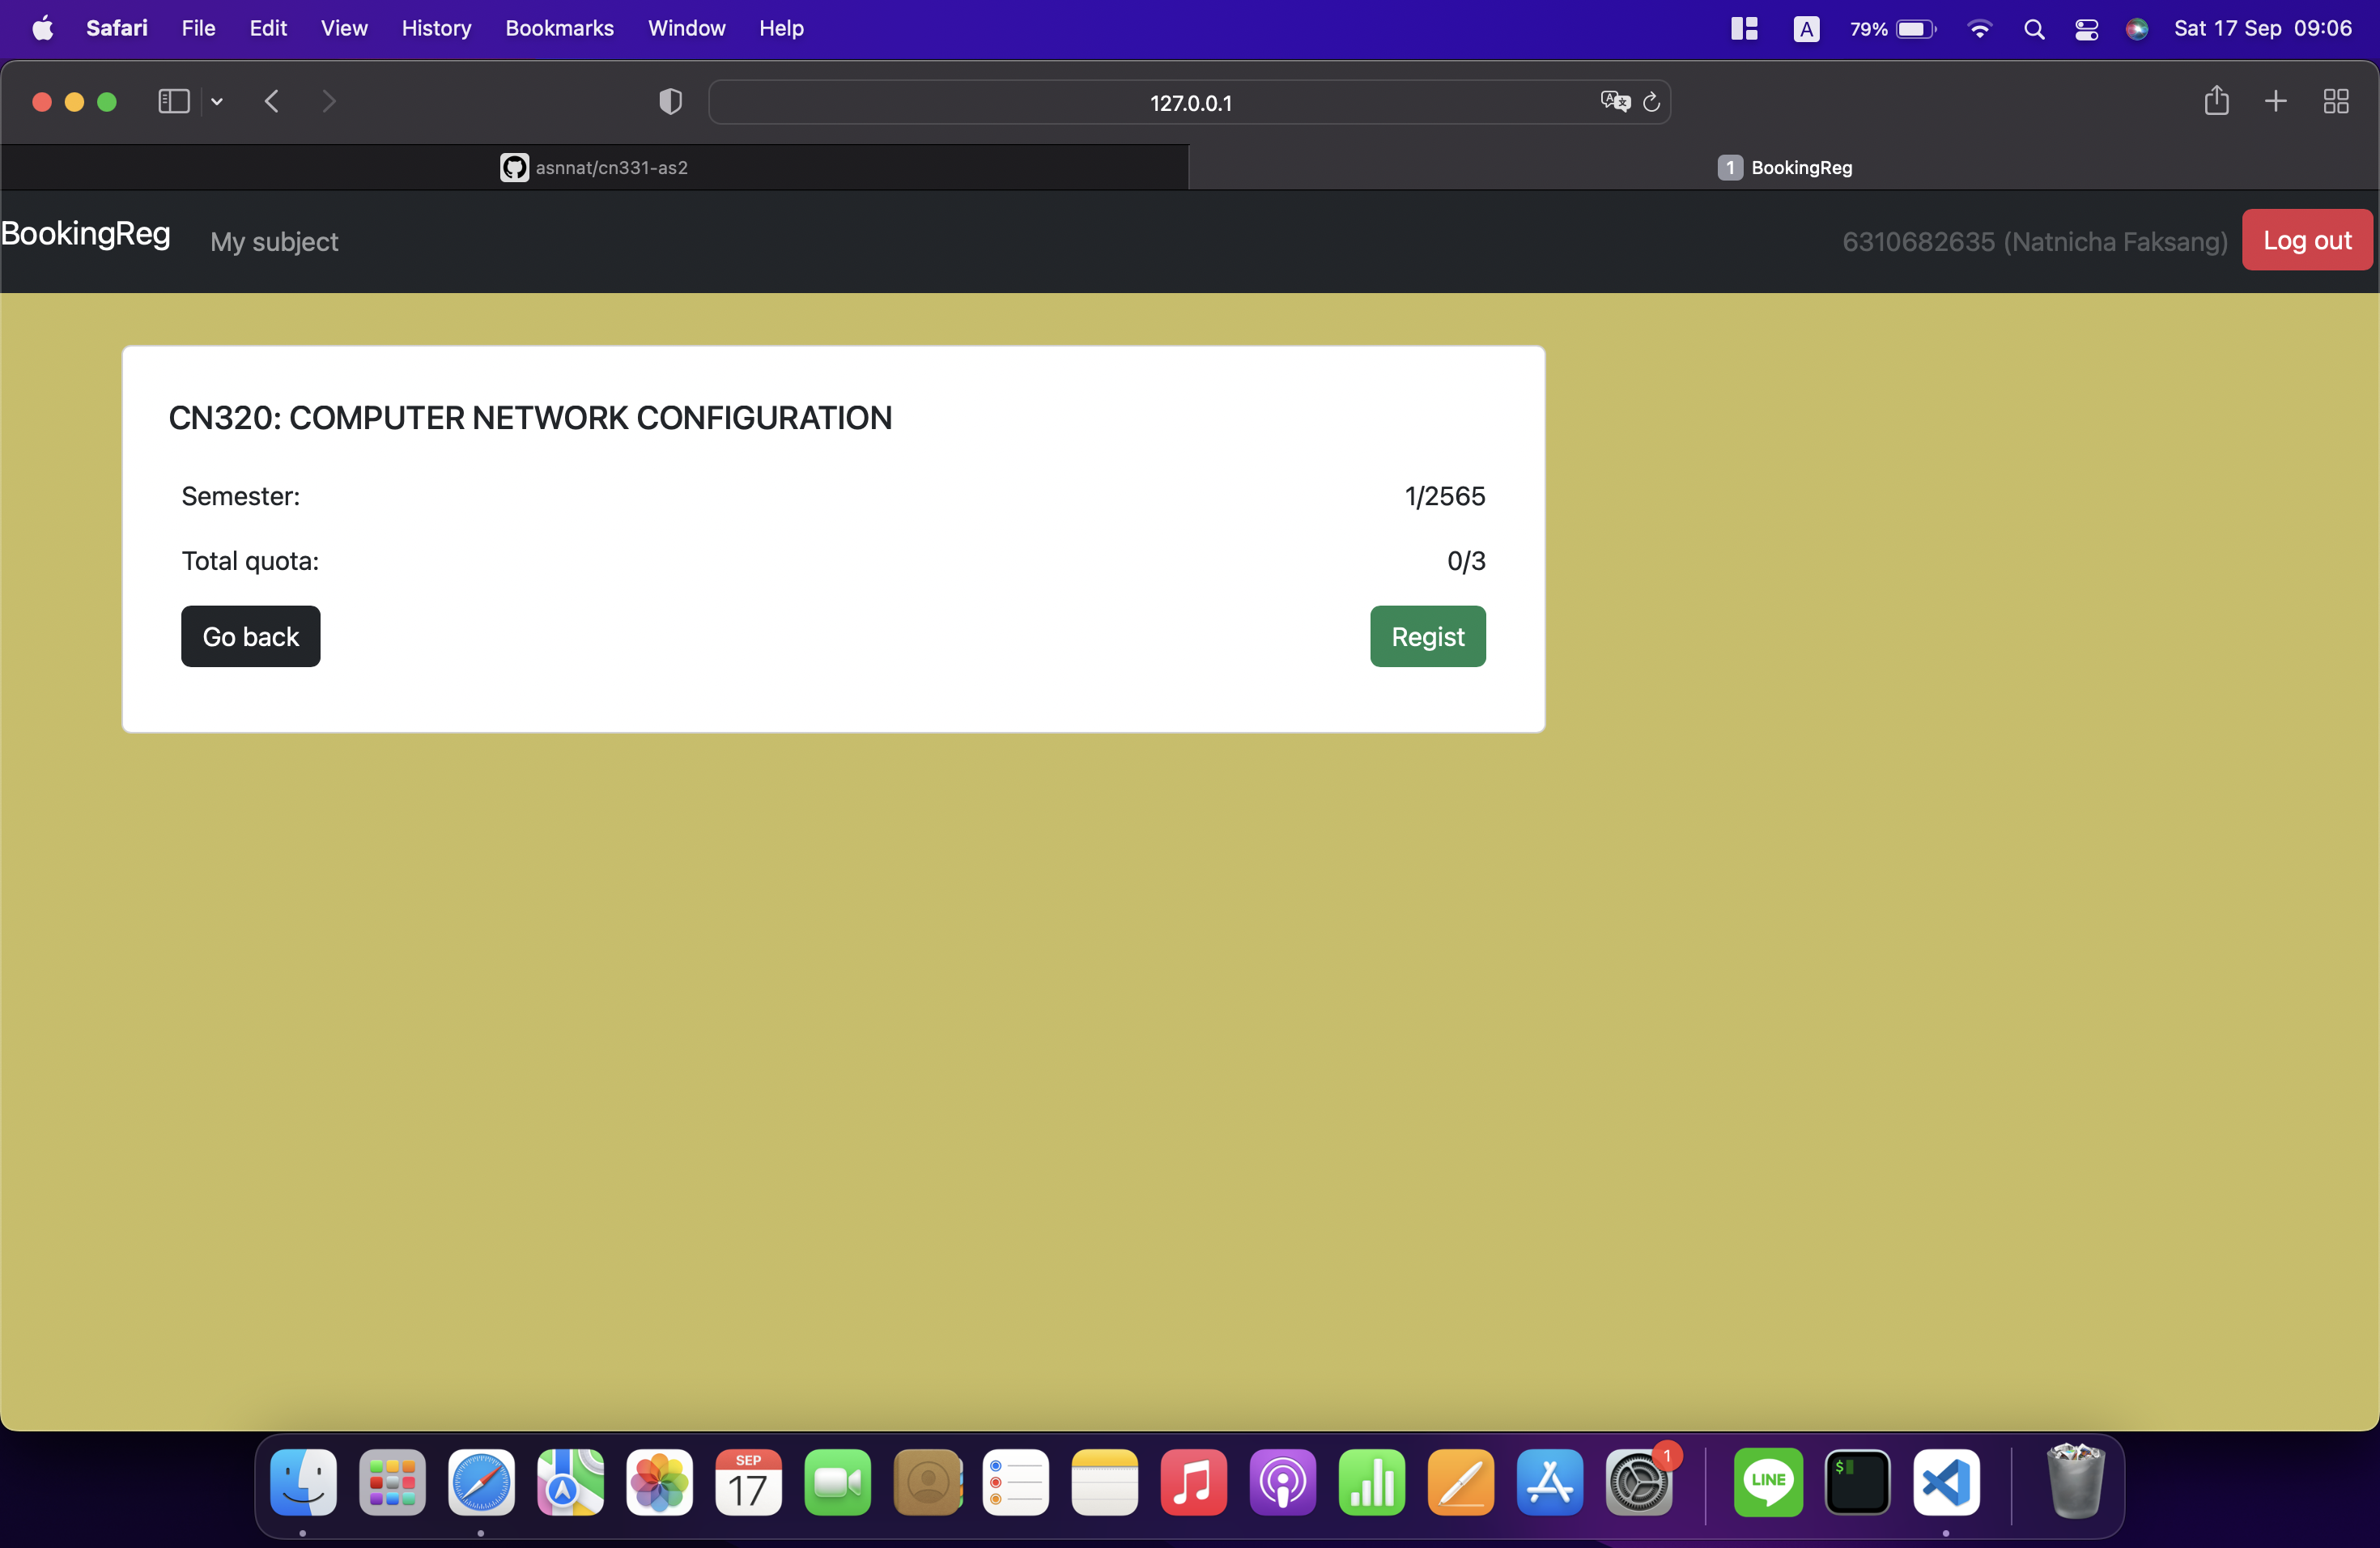 Safari File Edit View History Bookmarks Window Help A 79% Sat 17 Sep 09:06
127.0.0.1
asnnat/cn331-as2 1 BookingReg
BookingReg My subject 6310682635 (Natnicha Faksang) Log out
CN320: COMPUTER NETWORK CONFIGURATION
Semester: 1/2565
Total quota: 0/3
Go back Regist
SEP
17
1
LINE
$